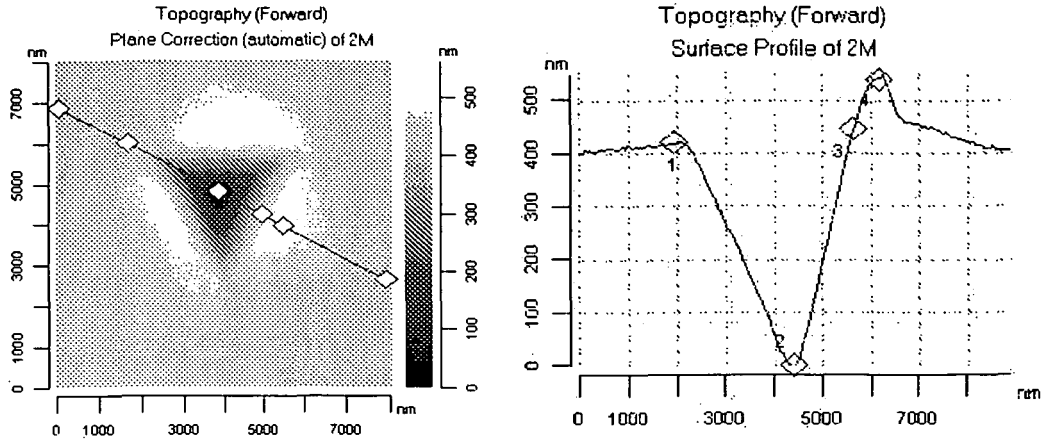 Topography (Forward)
Plane Correction (automatic) of 2M
nm
nm
7000
5000
3000
1000
0
500
400
300
200
100
0
0 1000 3000 5000 7000
nm
Topography (Forward)
Surface Profile of 2M
nm
500
400
300
200
100
0
1
2
3
4
0 1000 3000 5000 7000
nm